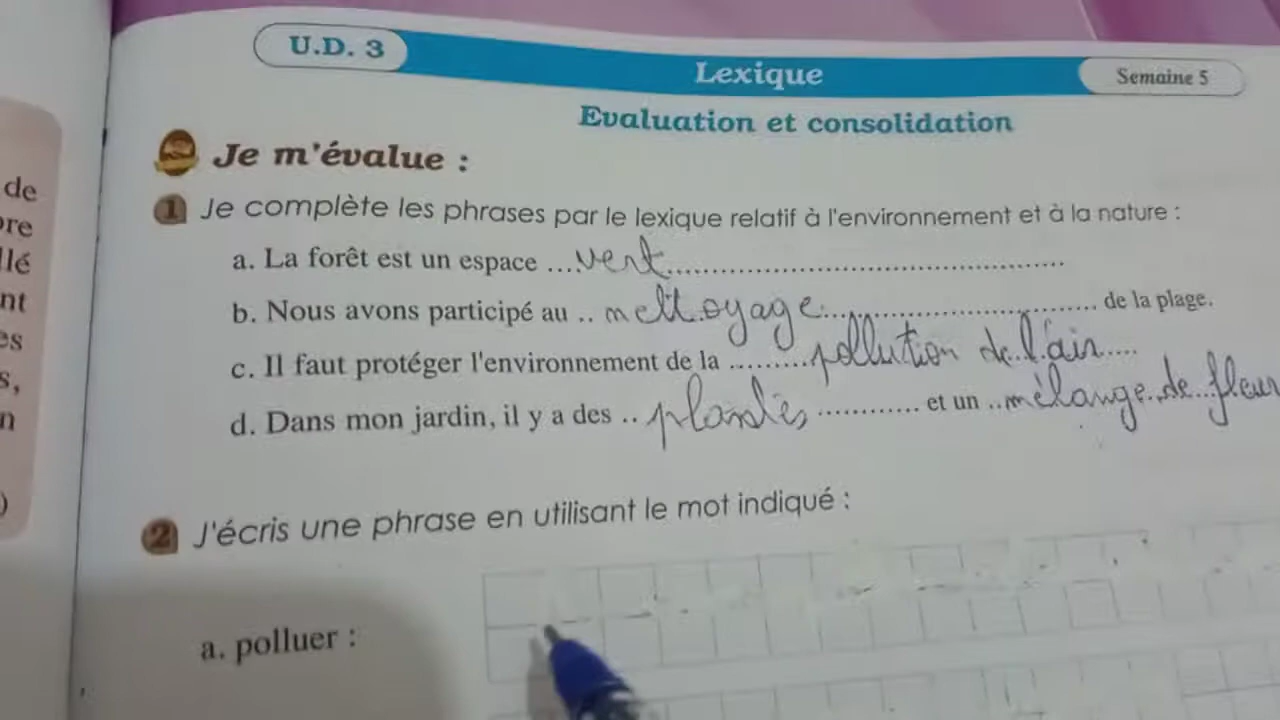 U.D. 3
Lexique
Semaine 5
Evaluation et consolidation
Je m'évalue :
de
1 Je complète les phrases par le lexique relatif à l'environnement et à la nature :
a. La forêt est un espace ....vert........................................................
b. Nous avons participé au .. mettoyage................................... de la plage.
c. Il faut protéger l'environnement de la .........pollution de.l'air.....
d. Dans mon jardin, il y a des .. plantes ............ et un ..mélange..de..fleur
2 J'écris une phrase en utilisant le mot indiqué :
a. polluer :